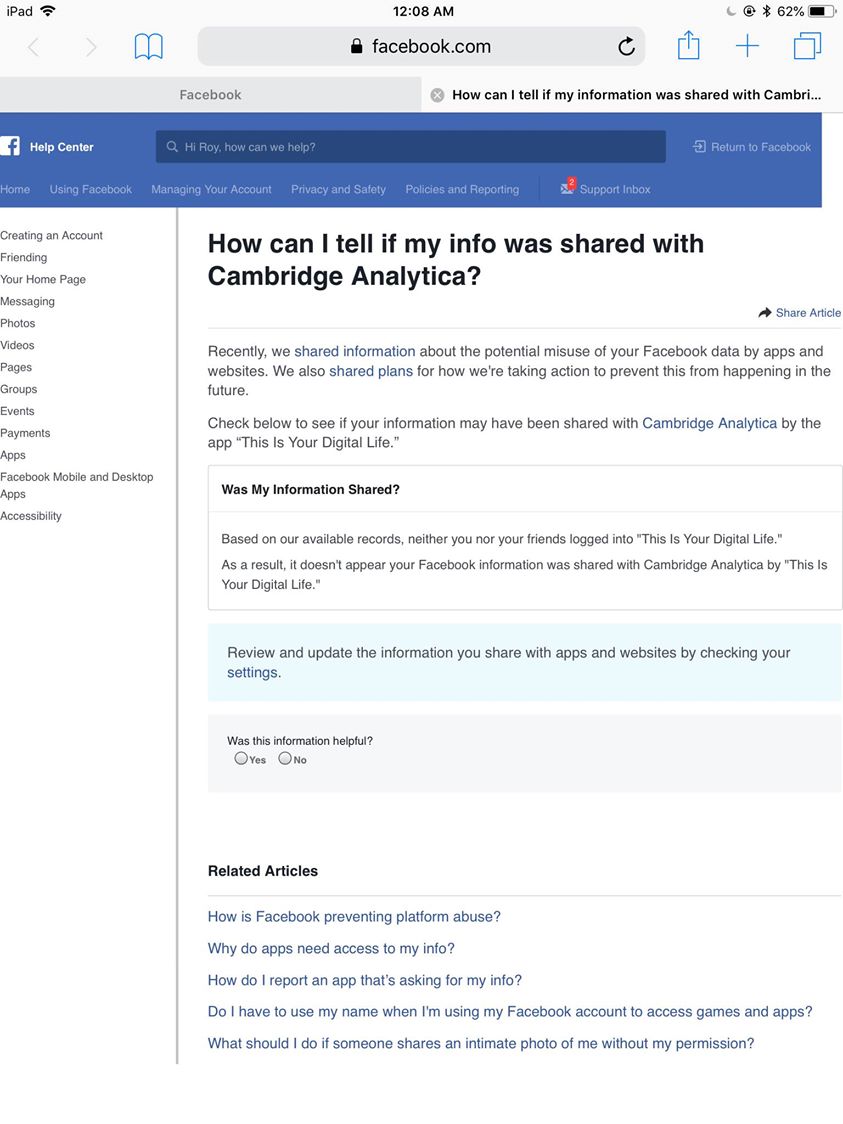 iPad 12:08 AM 62%
facebook.com
Facebook
How can I tell if my information was shared with Cambri...
Help Center
Hi Roy, how can we help?
Return to Facebook
Home Using Facebook Managing Your Account Privacy and Safety Policies and Reporting 2 Support Inbox
Creating an Account
Friending
Your Home Page
Messaging
Photos
Videos
Pages
Groups
Events
Payments
Apps
Facebook Mobile and Desktop
Apps
Accessibility
How can I tell if my info was shared with
Cambridge Analytica?
Share Article
Recently, we shared information about the potential misuse of your Facebook data by apps and
websites. We also shared plans for how we're taking action to prevent this from happening in the
future.
Check below to see if your information may have been shared with Cambridge Analytica by the
app “This Is Your Digital Life.”
Was My Information Shared?
Based on our available records, neither you nor your friends logged into "This Is Your Digital Life."
As a result, it doesn't appear your Facebook information was shared with Cambridge Analytica by "This Is
Your Digital Life."
Review and update the information you share with apps and websites by checking your
settings.
Was this information helpful?
Yes No
Related Articles
How is Facebook preventing platform abuse?
Why do apps need access to my info?
How do I report an app that’s asking for my info?
Do I have to use my name when I'm using my Facebook account to access games and apps?
What should I do if someone shares an intimate photo of me without my permission?